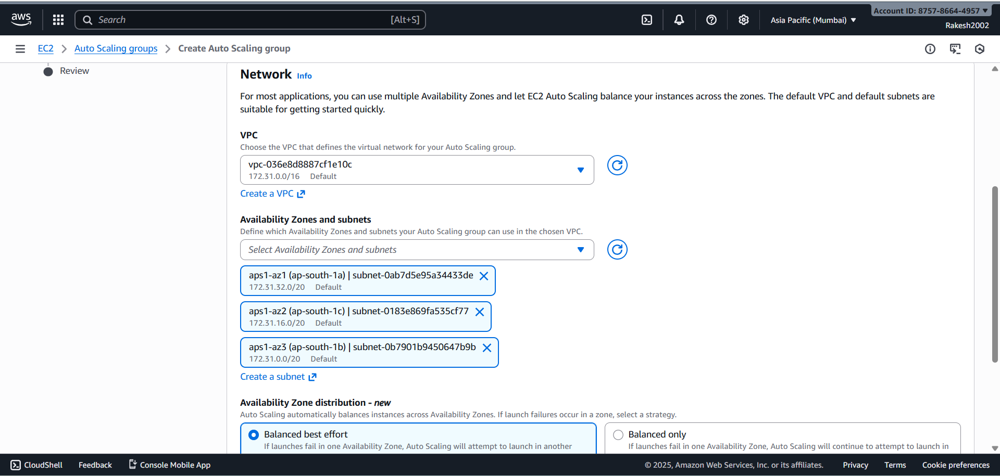 aws
Search [Alt+S]
Asia Pacific (Mumbai)
Account ID: 8757-8664-4957
Rakesh2002
EC2 > Auto Scaling groups > Create Auto Scaling group
Review
Network Info
For most applications, you can use multiple Availability Zones and let EC2 Auto Scaling balance your instances across the zones. The default VPC and default subnets are
suitable for getting started quickly.
VPC
Choose the VPC that defines the virtual network for your Auto Scaling group.
vpc-036e8d8887cf1e10c
172.31.0.0/16 Default
Create a VPC
Availability Zones and subnets
Define which Availability Zones and subnets your Auto Scaling group can use in the chosen VPC.
Select Availability Zones and subnets
aps1-az1 (ap-south-1a) | subnet-0ab7d5e95a34433de
172.31.32.0/20 Default
aps1-az2 (ap-south-1c) | subnet-0183e869fa535cf77
172.31.16.0/20 Default
aps1-az3 (ap-south-1b) | subnet-0b7901b9450647b9b
172.31.0.0/20 Default
Create a subnet
Availability Zone distribution - new
Auto Scaling automatically balances instances across Availability Zones. If launch failures occur in a zone, select a strategy.
Balanced best effort
If launches fail in one Availability Zone, Auto Scaling will attempt to launch in another
Balanced only
If launches fail in one Availability Zone, Auto Scaling will continue to attempt to launch in
CloudShell Feedback Console Mobile App © 2025, Amazon Web Services, Inc. or its affiliates. Privacy Terms Cookie preferences